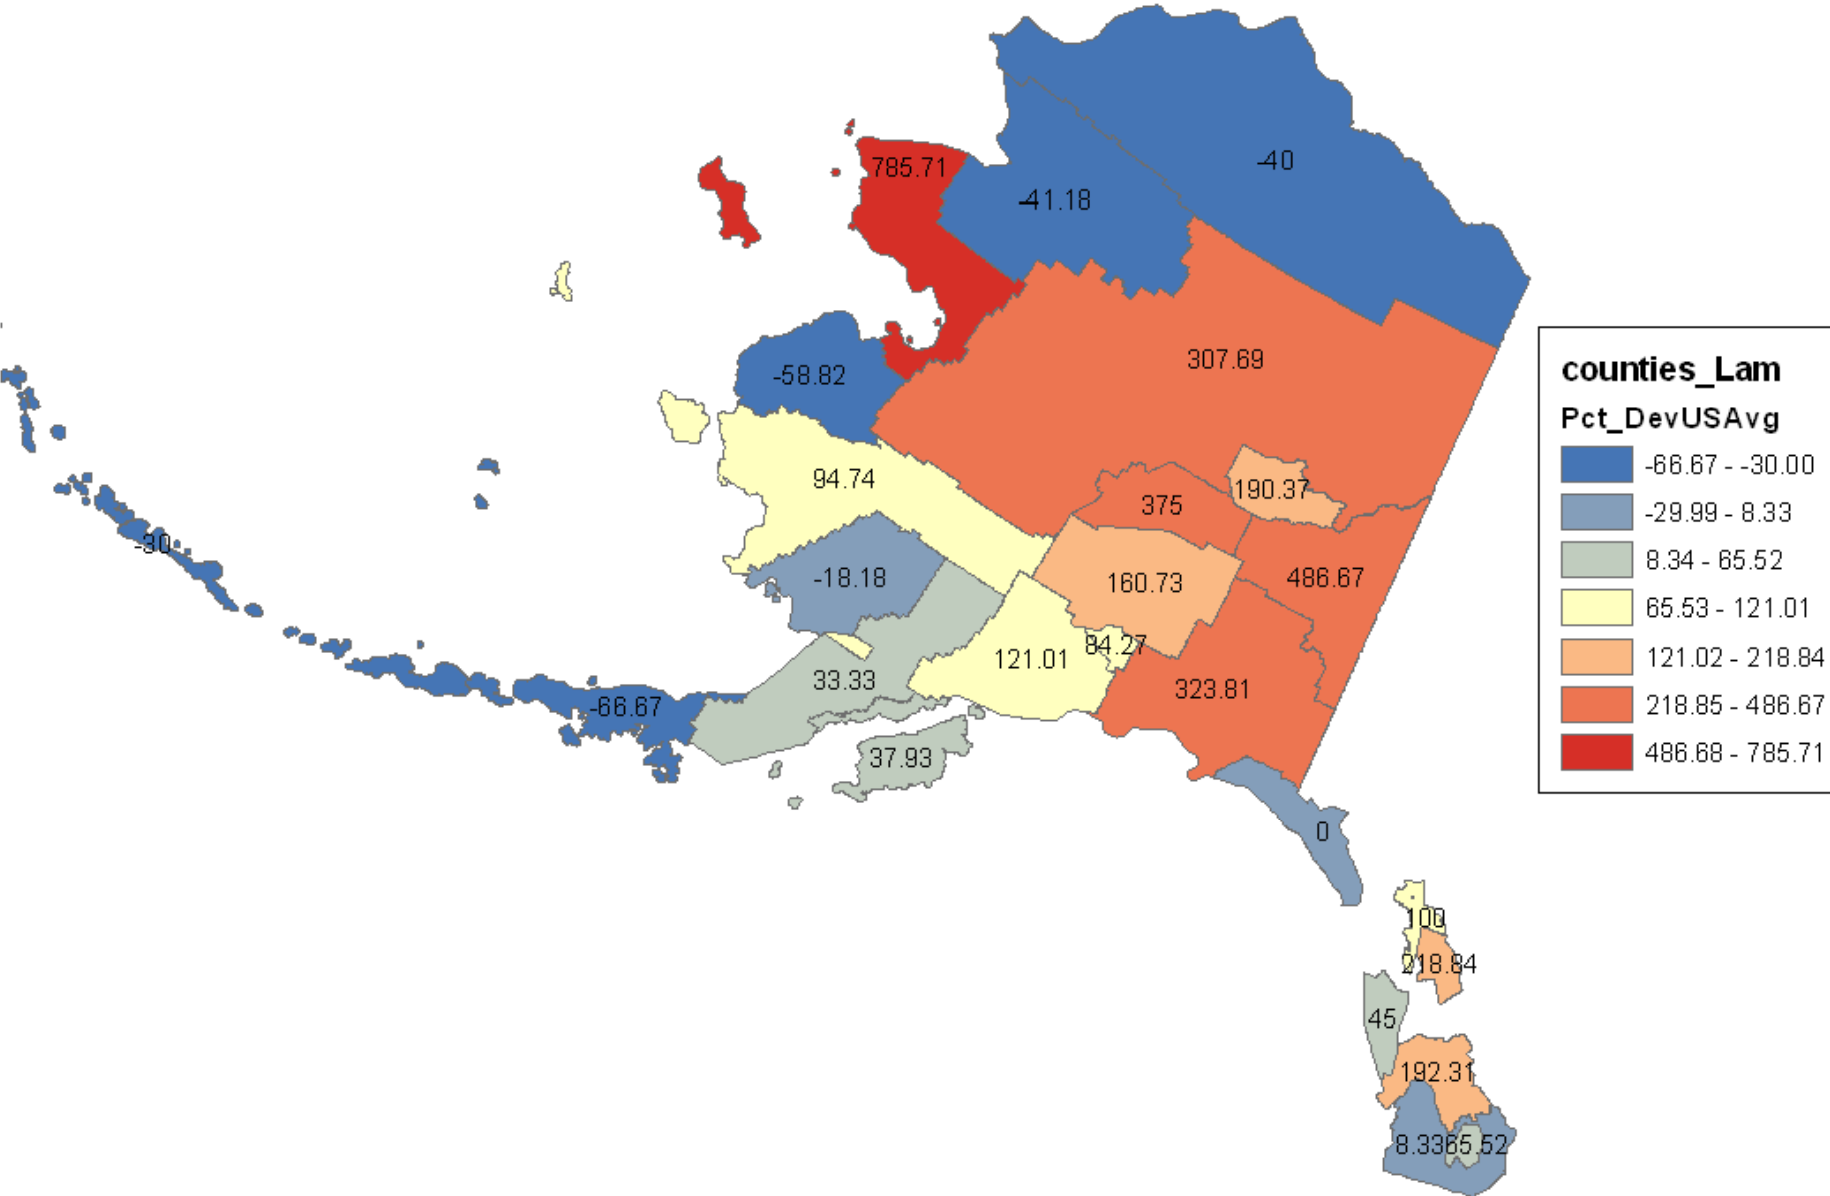 -40
785.71
-41.18
307.69
-58.82
94.74
190.37
375
-30
-18.18
160.73
486.67
84.27
121.01
33.33
323.81
-66.67
37.93
0
100
218.84
45
192.31
8.33
65.52
counties_Lam
Pct_DevUSAvg
-66.67 - -30.00
-29.99 - 8.33
8.34 - 65.52
65.53 - 121.01
121.02 - 218.84
218.85 - 486.67
486.68 - 785.71